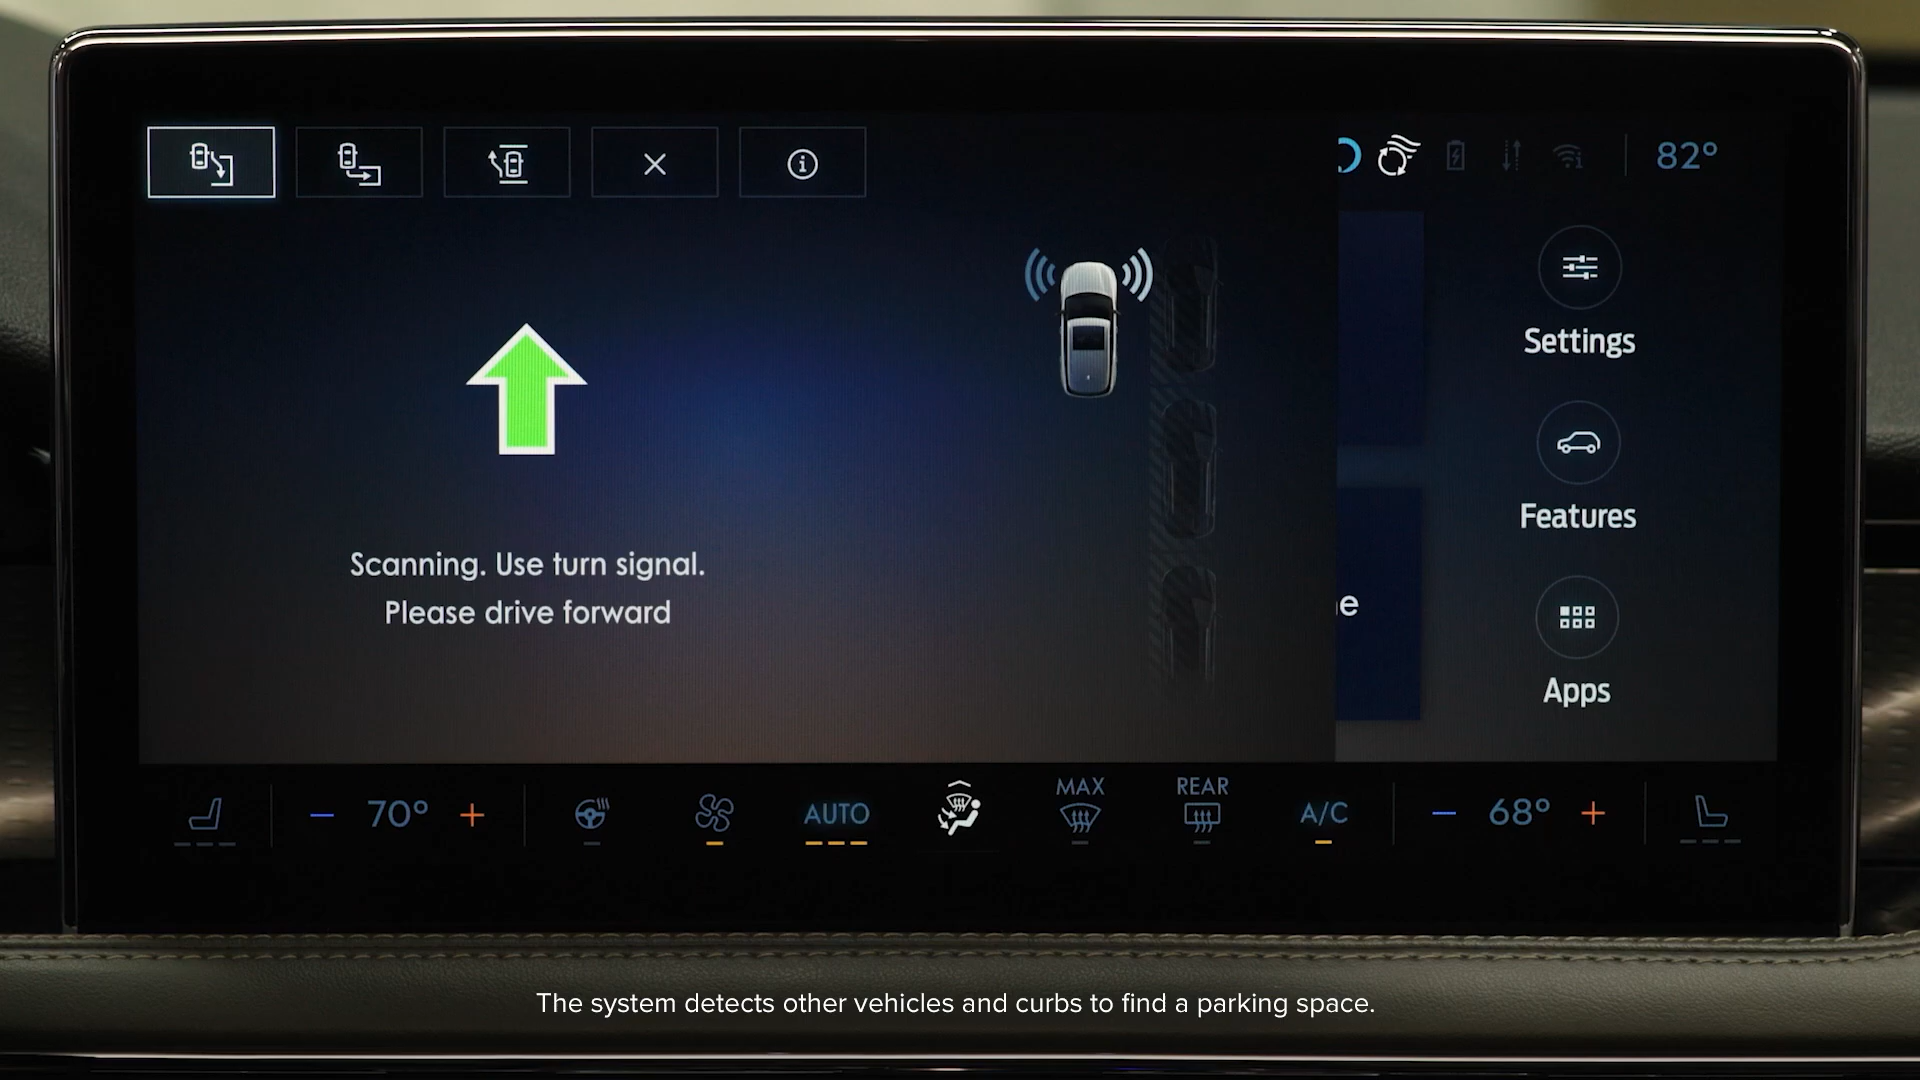 82°
Settings
Features
Scanning. Use turn signal.
Please drive forward
e
Apps
70°
AUTO
MAX
REAR
A/C
68°
The system detects other vehicles and curbs to find a parking space.